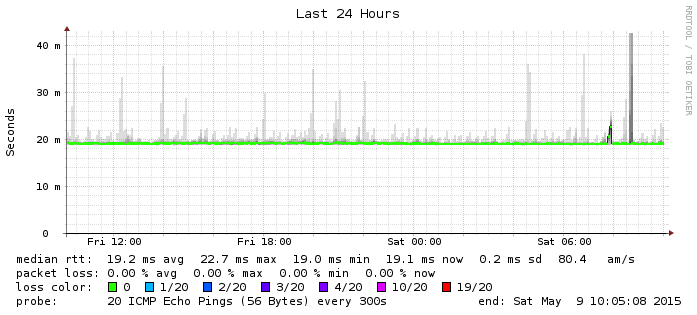 Last 24 Hours
RRDTOOL / TOBI OETIKER
Seconds
40 m
30 m
20 m
10 m
0
Fri 12:00 Fri 18:00 Sat 00:00 Sat 06:00
median rtt: 19.2 ms avg 22.7 ms max 19.0 ms min 19.1 ms now 0.2 ms sd 80.4 am/s
packet loss: 0.00 % avg 0.00 % max 0.00 % min 0.00 % now
loss color: 0 1/20 2/20 3/20 4/20 10/20 19/20
probe: 20 ICMP Echo Pings (56 Bytes) every 300s end: Sat May 9 10:05:08 2015